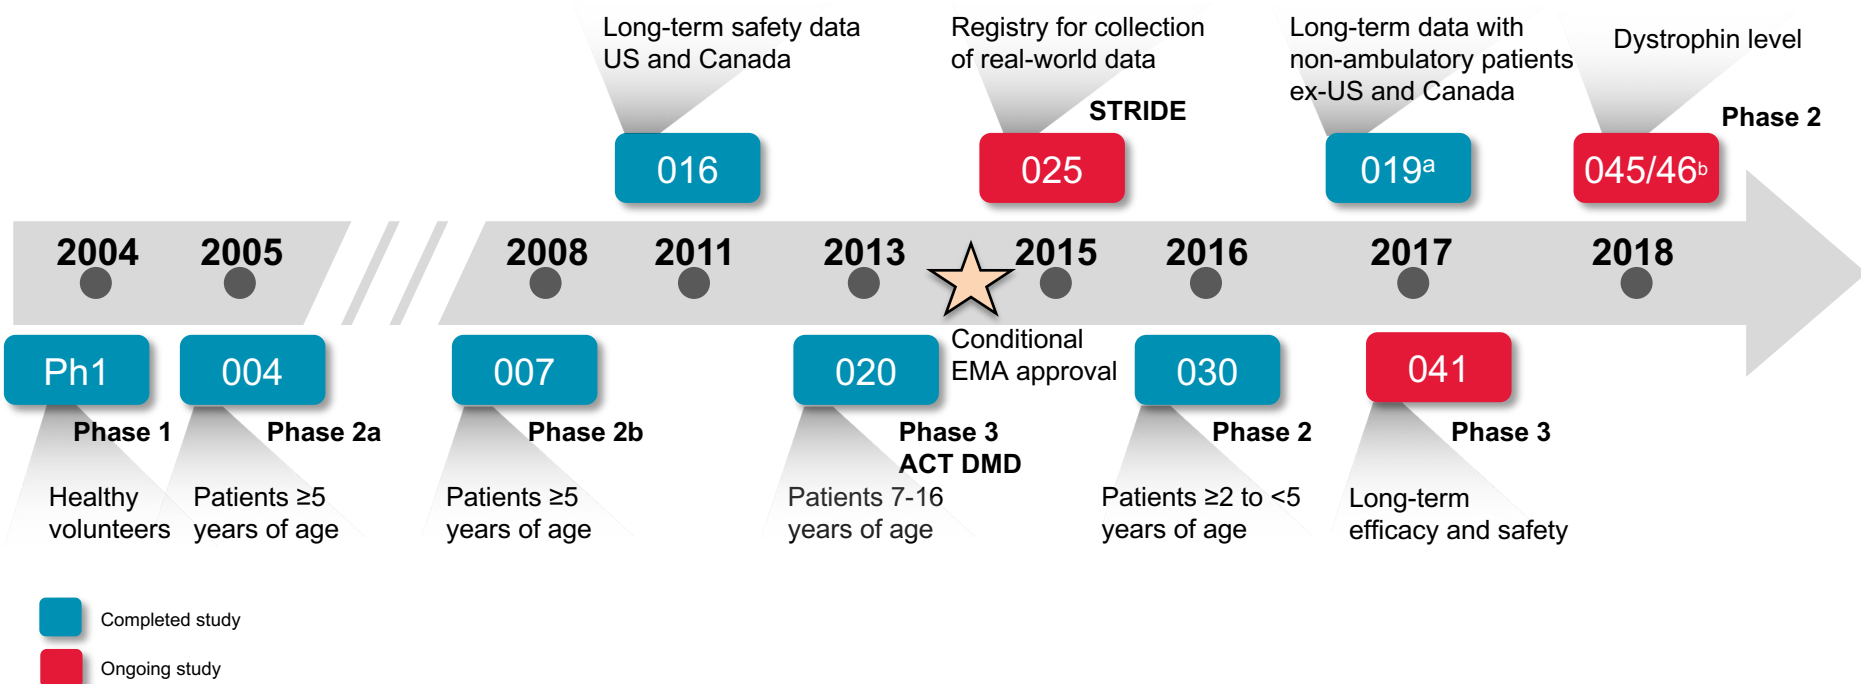 Long-term safety data
US and Canada
Registry for collection
of real-world data
STRIDE
Long-term data with
non-ambulatory patients
ex-US and Canada
Dystrophin level
Phase 2
016
025
019a
045/46b
2004
2005
2008
2011
2013
2015
2016
2017
2018
Conditional
EMA approval
Ph1
004
007
020
030
041
Phase 1
Phase 2a
Phase 2b
Phase 3
ACT DMD
Phase 2
Phase 3
Healthy
volunteers
Patients ≥5
years of age
Patients ≥5
years of age
Patients 7-16
years of age
Patients ≥2 to <5
years of age
Long-term
efficacy and safety
Completed study
Ongoing study